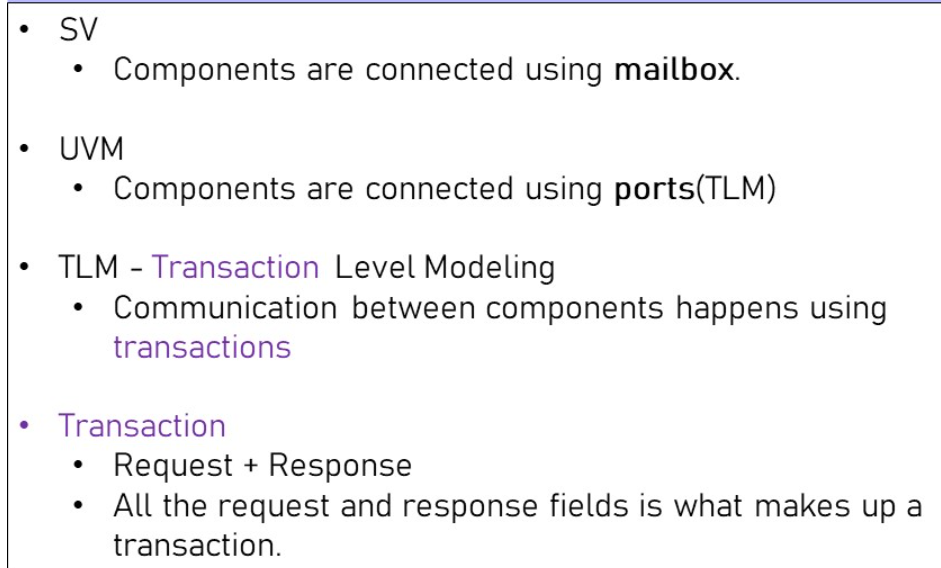 • SV
• Components are connected using mailbox.
• UVM
• Components are connected using ports(TLM)
• TLM - Transaction Level Modeling
• Communication between components happens using
transactions
• Transaction
• Request + Response
• All the request and response fields is what makes up a
transaction.